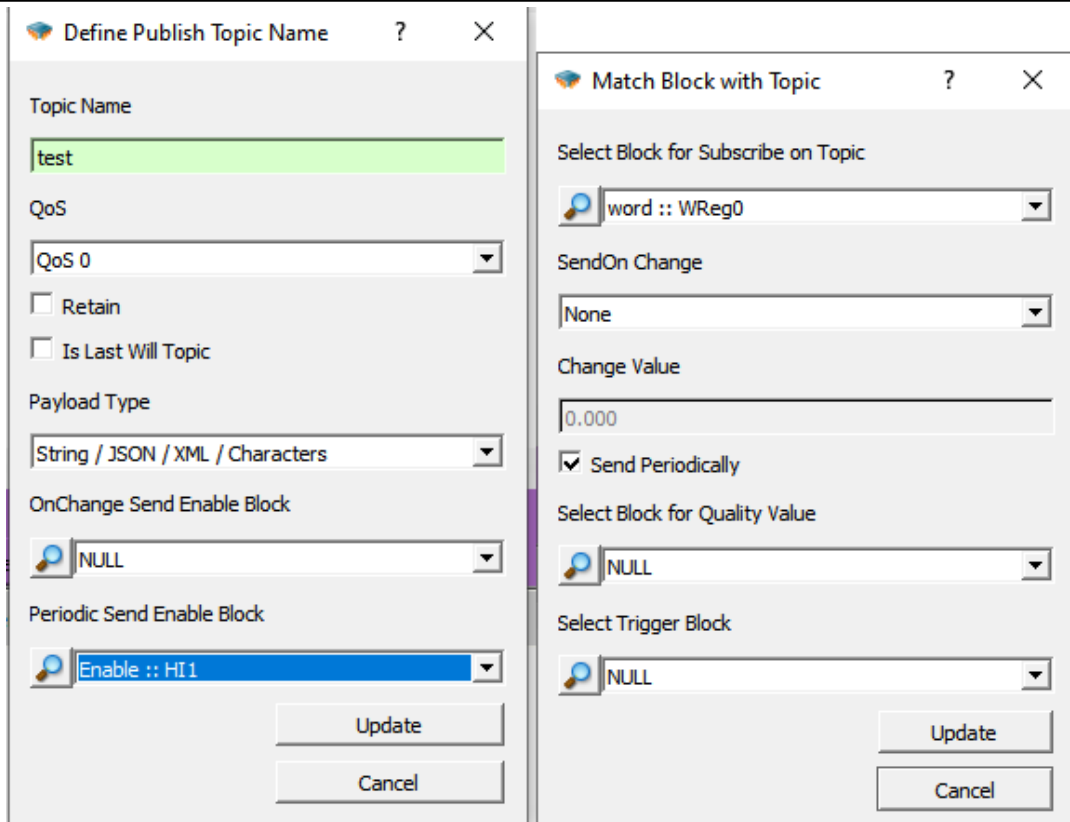 Define Publish Topic Name ? ×
Topic Name
test
QoS
QoS 0
Retain
Is Last Will Topic
Payload Type
String / JSON / XML / Characters
OnChange Send Enable Block
NULL
Periodic Send Enable Block
Enable :: HI1
Update
Cancel
Match Block with Topic ? ×
Select Block for Subscribe on Topic
word :: WReg0
SendOn Change
None
Change Value
0.000
Send Periodically
Select Block for Quality Value
NULL
Select Trigger Block
NULL
Update
Cancel